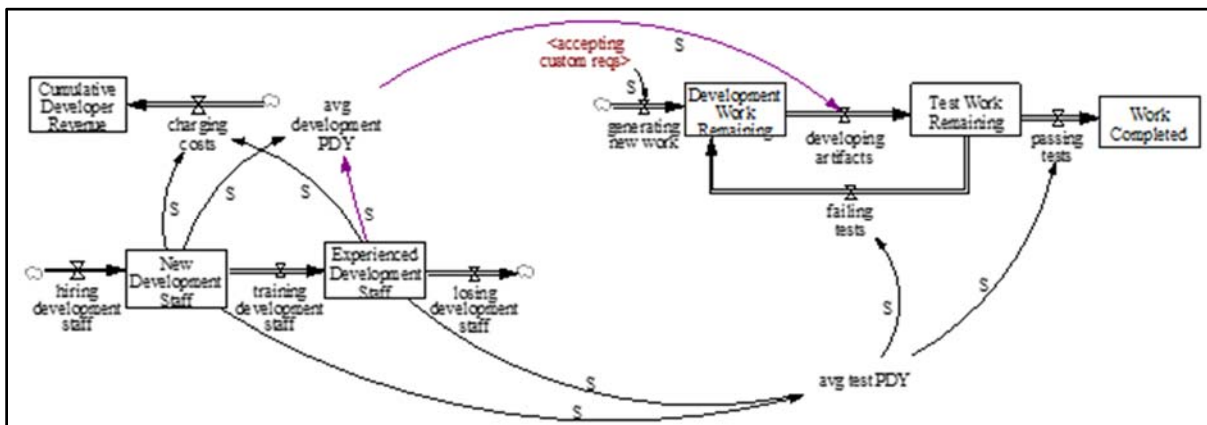 <accepting
custom reqs>
S
S
Cumulative
Developer
Revenue
charging
costs
avg
development
PDY
generating
new work
Development
Work
Remaining
developing
artifacts
Test Work
Remaining
passing
tests
Work
Completed
S
failing
tests
S
S
S
hiring
development
staff
New
Development
Staff
training
development
staff
Experienced
Development
Staff
losing
development
staff
S
S
avg test PDY
S
S